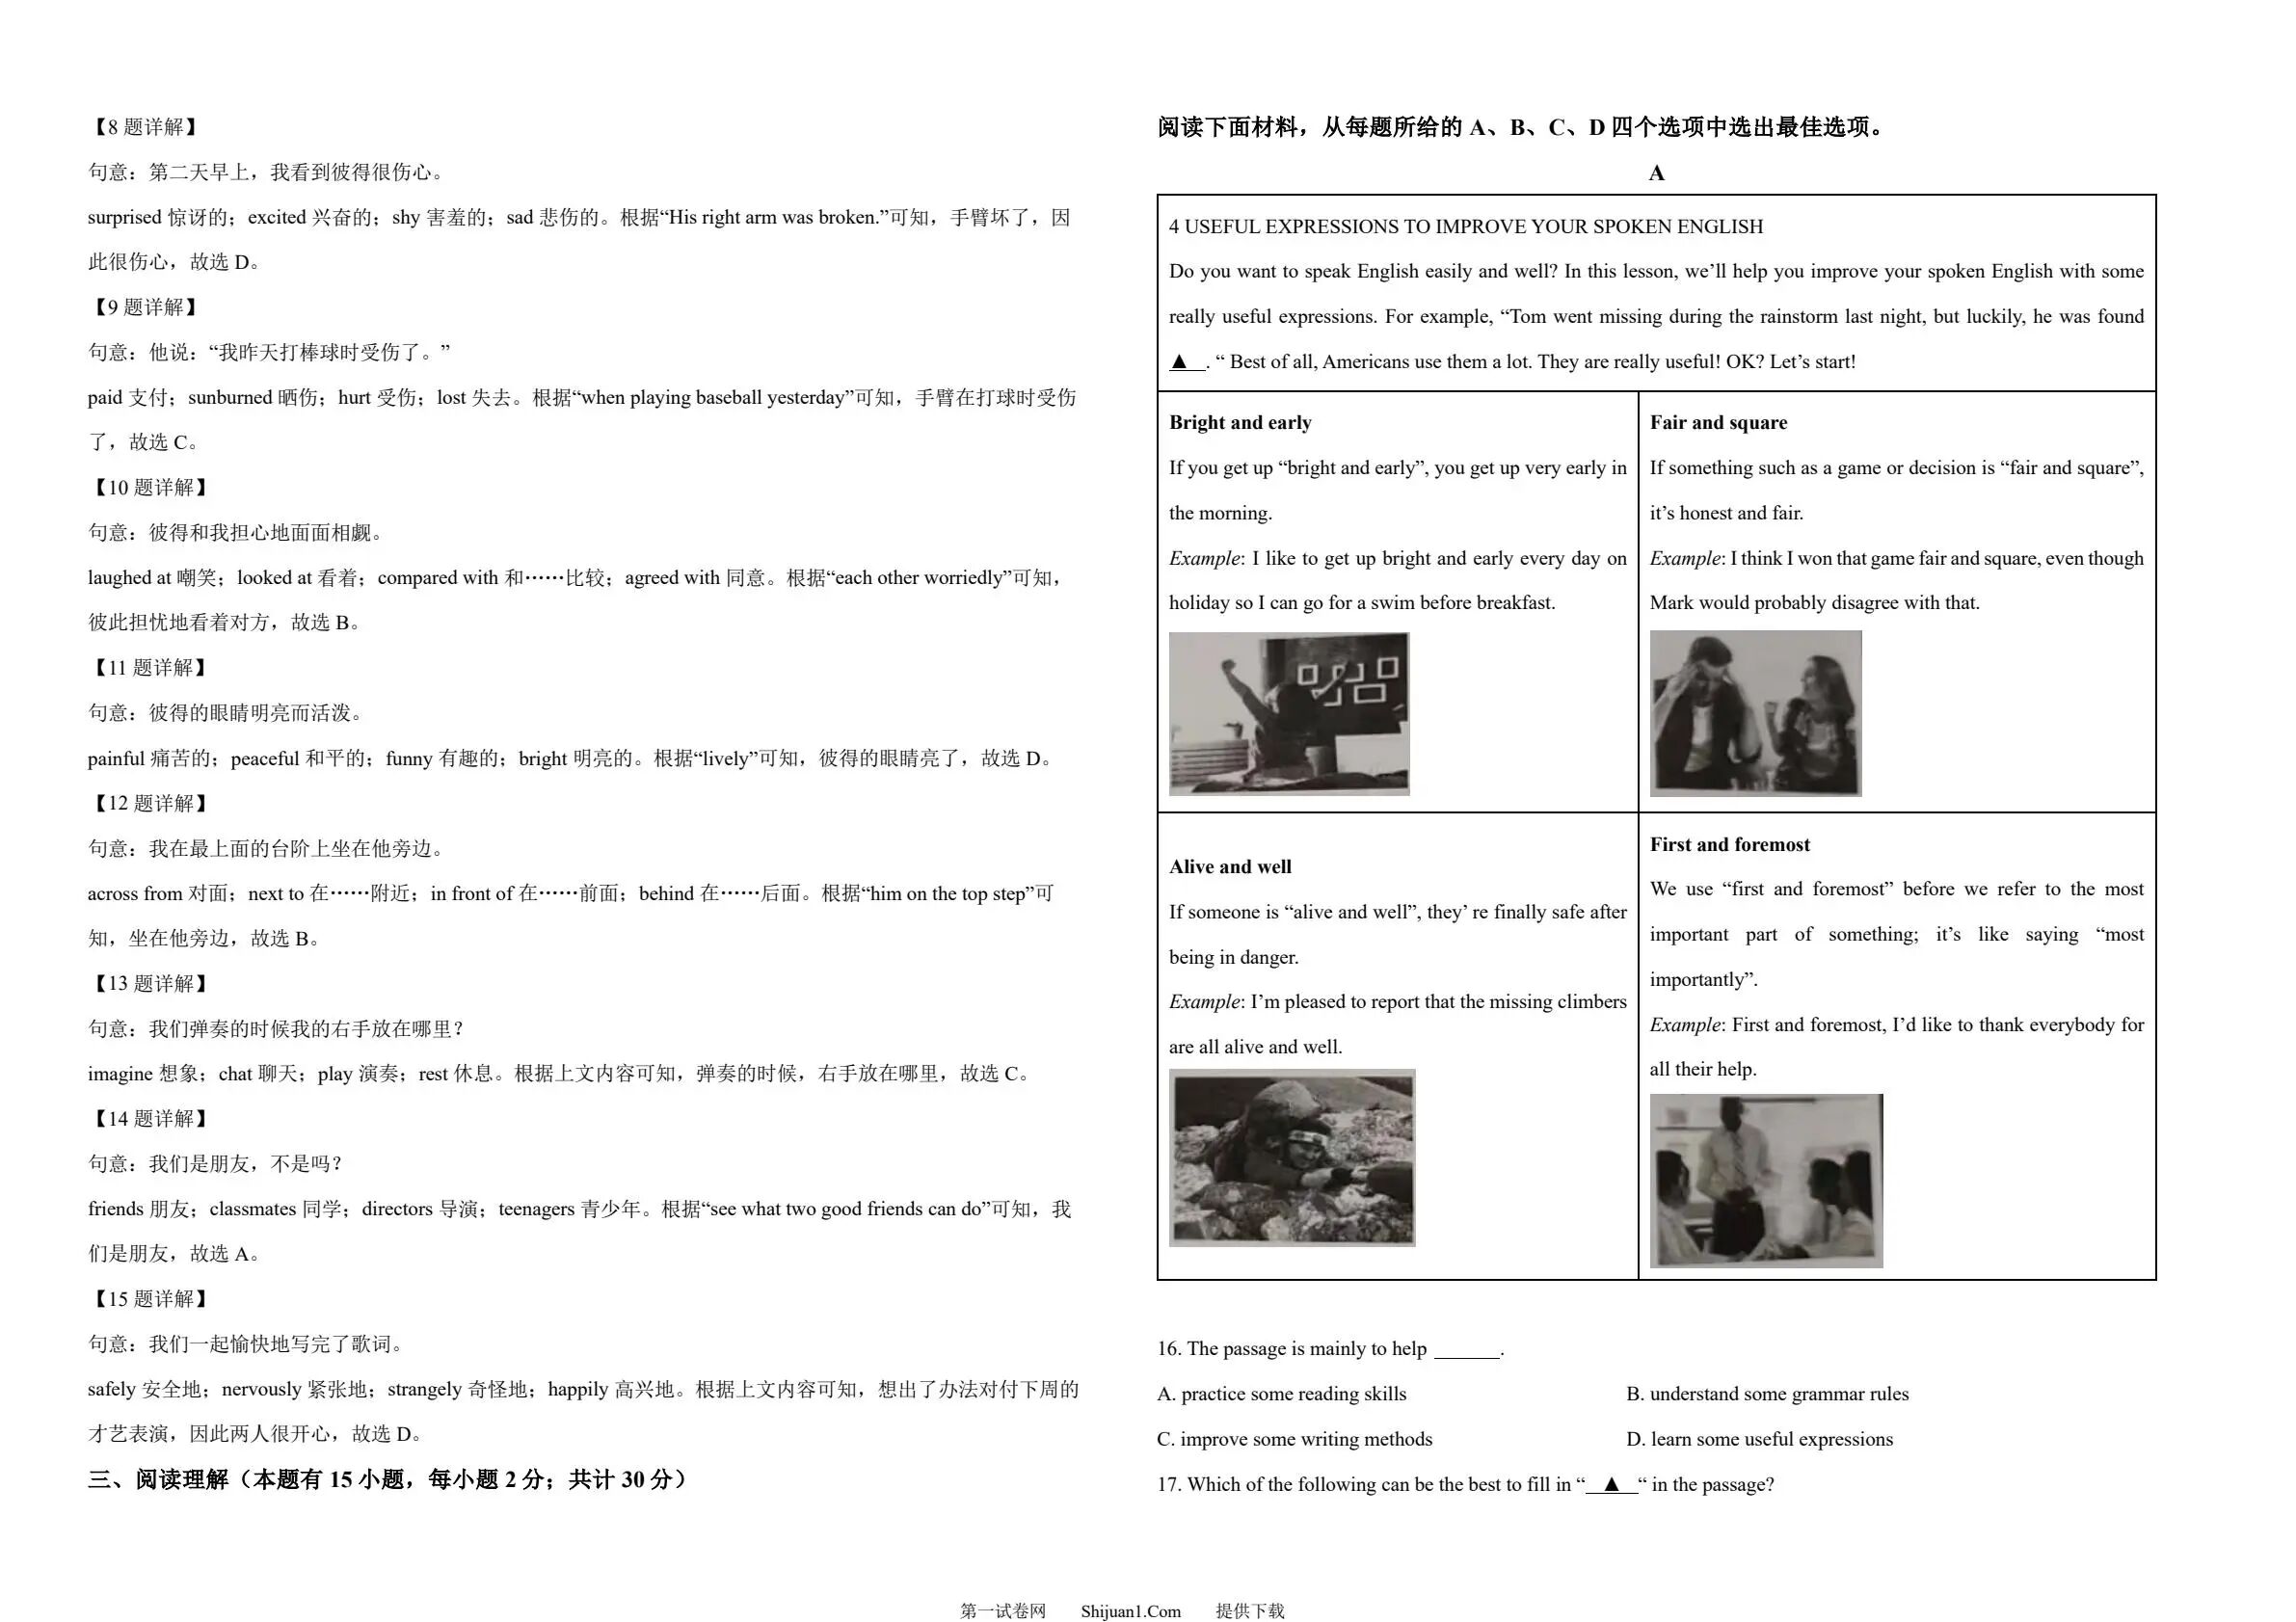 【8 题详解】
句意：第二天早上，我看到彼得很伤心。
surprised 惊讶的；excited 兴奋的；shy 害羞的；sad 悲伤的。根据“His right arm was broken.”可知，手臂坏了，因
此很伤心，故选 D。
【9 题详解】
句意：他说：“我昨天打棒球时受伤了。”
paid 支付；sunburned 晒伤；hurt 受伤；lost 失去。根据“when playing baseball yesterday”可知，手臂在打球时受伤
了，故选 C。
【10 题详解】
句意：彼得和我担心地面面相觑。
laughed at 嘲笑；looked at 看着；compared with 和……比较；agreed with 同意。根据“each other worriedly”可知，
彼此担忧地看着对方，故选 B。
【11 题详解】
句意：彼得的眼睛明亮而活泼。
painful 痛苦的；peaceful 和平的；funny 有趣的；bright 明亮的。根据“lively”可知，彼得的眼睛亮了，故选 D。
【12 题详解】
句意：我在最上面的台阶上坐在他旁边。
across from 对面；next to 在……附近；in front of 在……前面；behind 在……后面。根据“him on the top step”可
知，坐在他旁边，故选 B。
【13 题详解】
句意：我们弹奏的时候我的右手放在哪里？
imagine 想象；chat 聊天；play 演奏；rest 休息。根据上文内容可知，弹奏的时候，右手放在哪里，故选 C。
【14 题详解】
句意：我们是朋友，不是吗？
friends 朋友；classmates 同学；directors 导演；teenagers 青少年。根据“see what two good friends can do”可知，我
们是朋友，故选 A。
【15 题详解】
句意：我们一起愉快地写完了歌词。
safely 安全地；nervously 紧张地；strangely 奇怪地；happily 高兴地。根据上文内容可知，想出了办法对付下周的
才艺表演，因此两人很开心，故选 D。
三、阅读理解（本题有 15 小题，每小题 2 分；共计 30 分）
阅读下面材料，从每题所给的 A、B、C、D 四个选项中选出最佳选项。
A
4 USEFUL EXPRESSIONS TO IMPROVE YOUR SPOKEN ENGLISH
Do you want to speak English easily and well? In this lesson, we’ll help you improve your spoken English with some
really useful expressions. For example, “Tom went missing during the rainstorm last night, but luckily, he was found
▲ . “ Best of all, Americans use them a lot. They are really useful! OK? Let’s start!
Bright and early
If you get up “bright and early”, you get up very early in
the morning.
Example: I like to get up bright and early every day on
holiday so I can go for a swim before breakfast.
Fair and square
If something such as a game or decision is “fair and square”,
it’s honest and fair.
Example: I think I won that game fair and square, even though
Mark would probably disagree with that.
Alive and well
If someone is “alive and well”, they’ re finally safe after
being in danger.
Example: I’m pleased to report that the missing climbers
are all alive and well.
First and foremost
We use “first and foremost” before we refer to the most
important part of something; it’s like saying “most
importantly”.
Example: First and foremost, I’d like to thank everybody for
all their help.
16. The passage is mainly to help ______.
A. practice some reading skills B. understand some grammar rules
C. improve some writing methods D. learn some useful expressions
17. Which of the following can be the best to fill in “ ▲ “ in the passage?
第一试卷网 Shijuan1.Com 提供下载